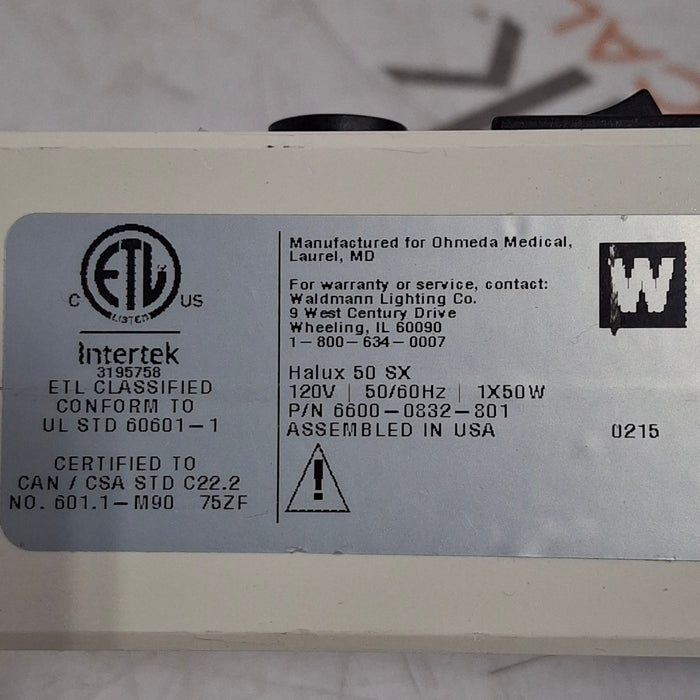 CAL
ETL
LISTED
C US
Intertek
3195758
ETL CLASSIFIED
CONFORM TO
UL STD 60601-1
CERTIFIED TO
CAN / CSA STD C22.2
NO. 601.1-M90 75ZF
Manufactured for Ohmeda Medical,
Laurel, MD
For warranty or service, contact:
Waldmann Lighting Co.
9 West Century Drive
Wheeling, IL 60090
1-800-634-0007
Halux 50 SX
120V | 50/60Hz | 1X50W
P/N 6600-0832-801
ASSEMBLED IN USA
!
W
0215